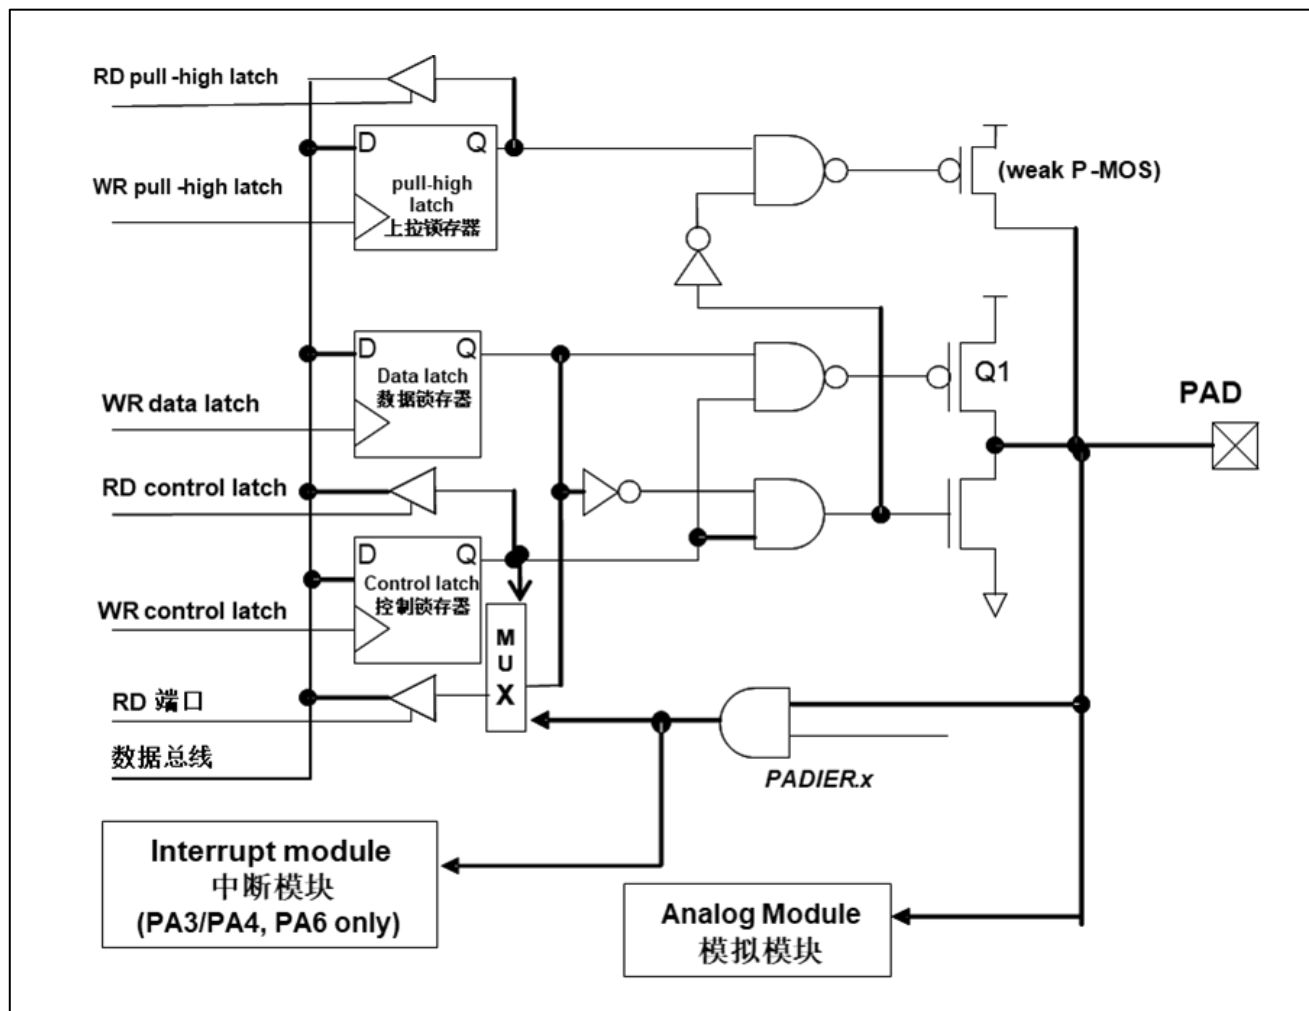 RD pull -high latch
D
Q
WR pull -high latch
pull-high
latch
上拉锁存器
(weak P -MOS)
D
Q
Data latch
数据锁存器
WR data latch
Q1
PAD
RD control latch
D
Q
Control latch
控制锁存器
WR control latch
M
U
X
RD 端口
数据总线
PADIER.x
Interrupt module
中断模块
(PA3/PA4, PA6 only)
Analog Module
模拟模块